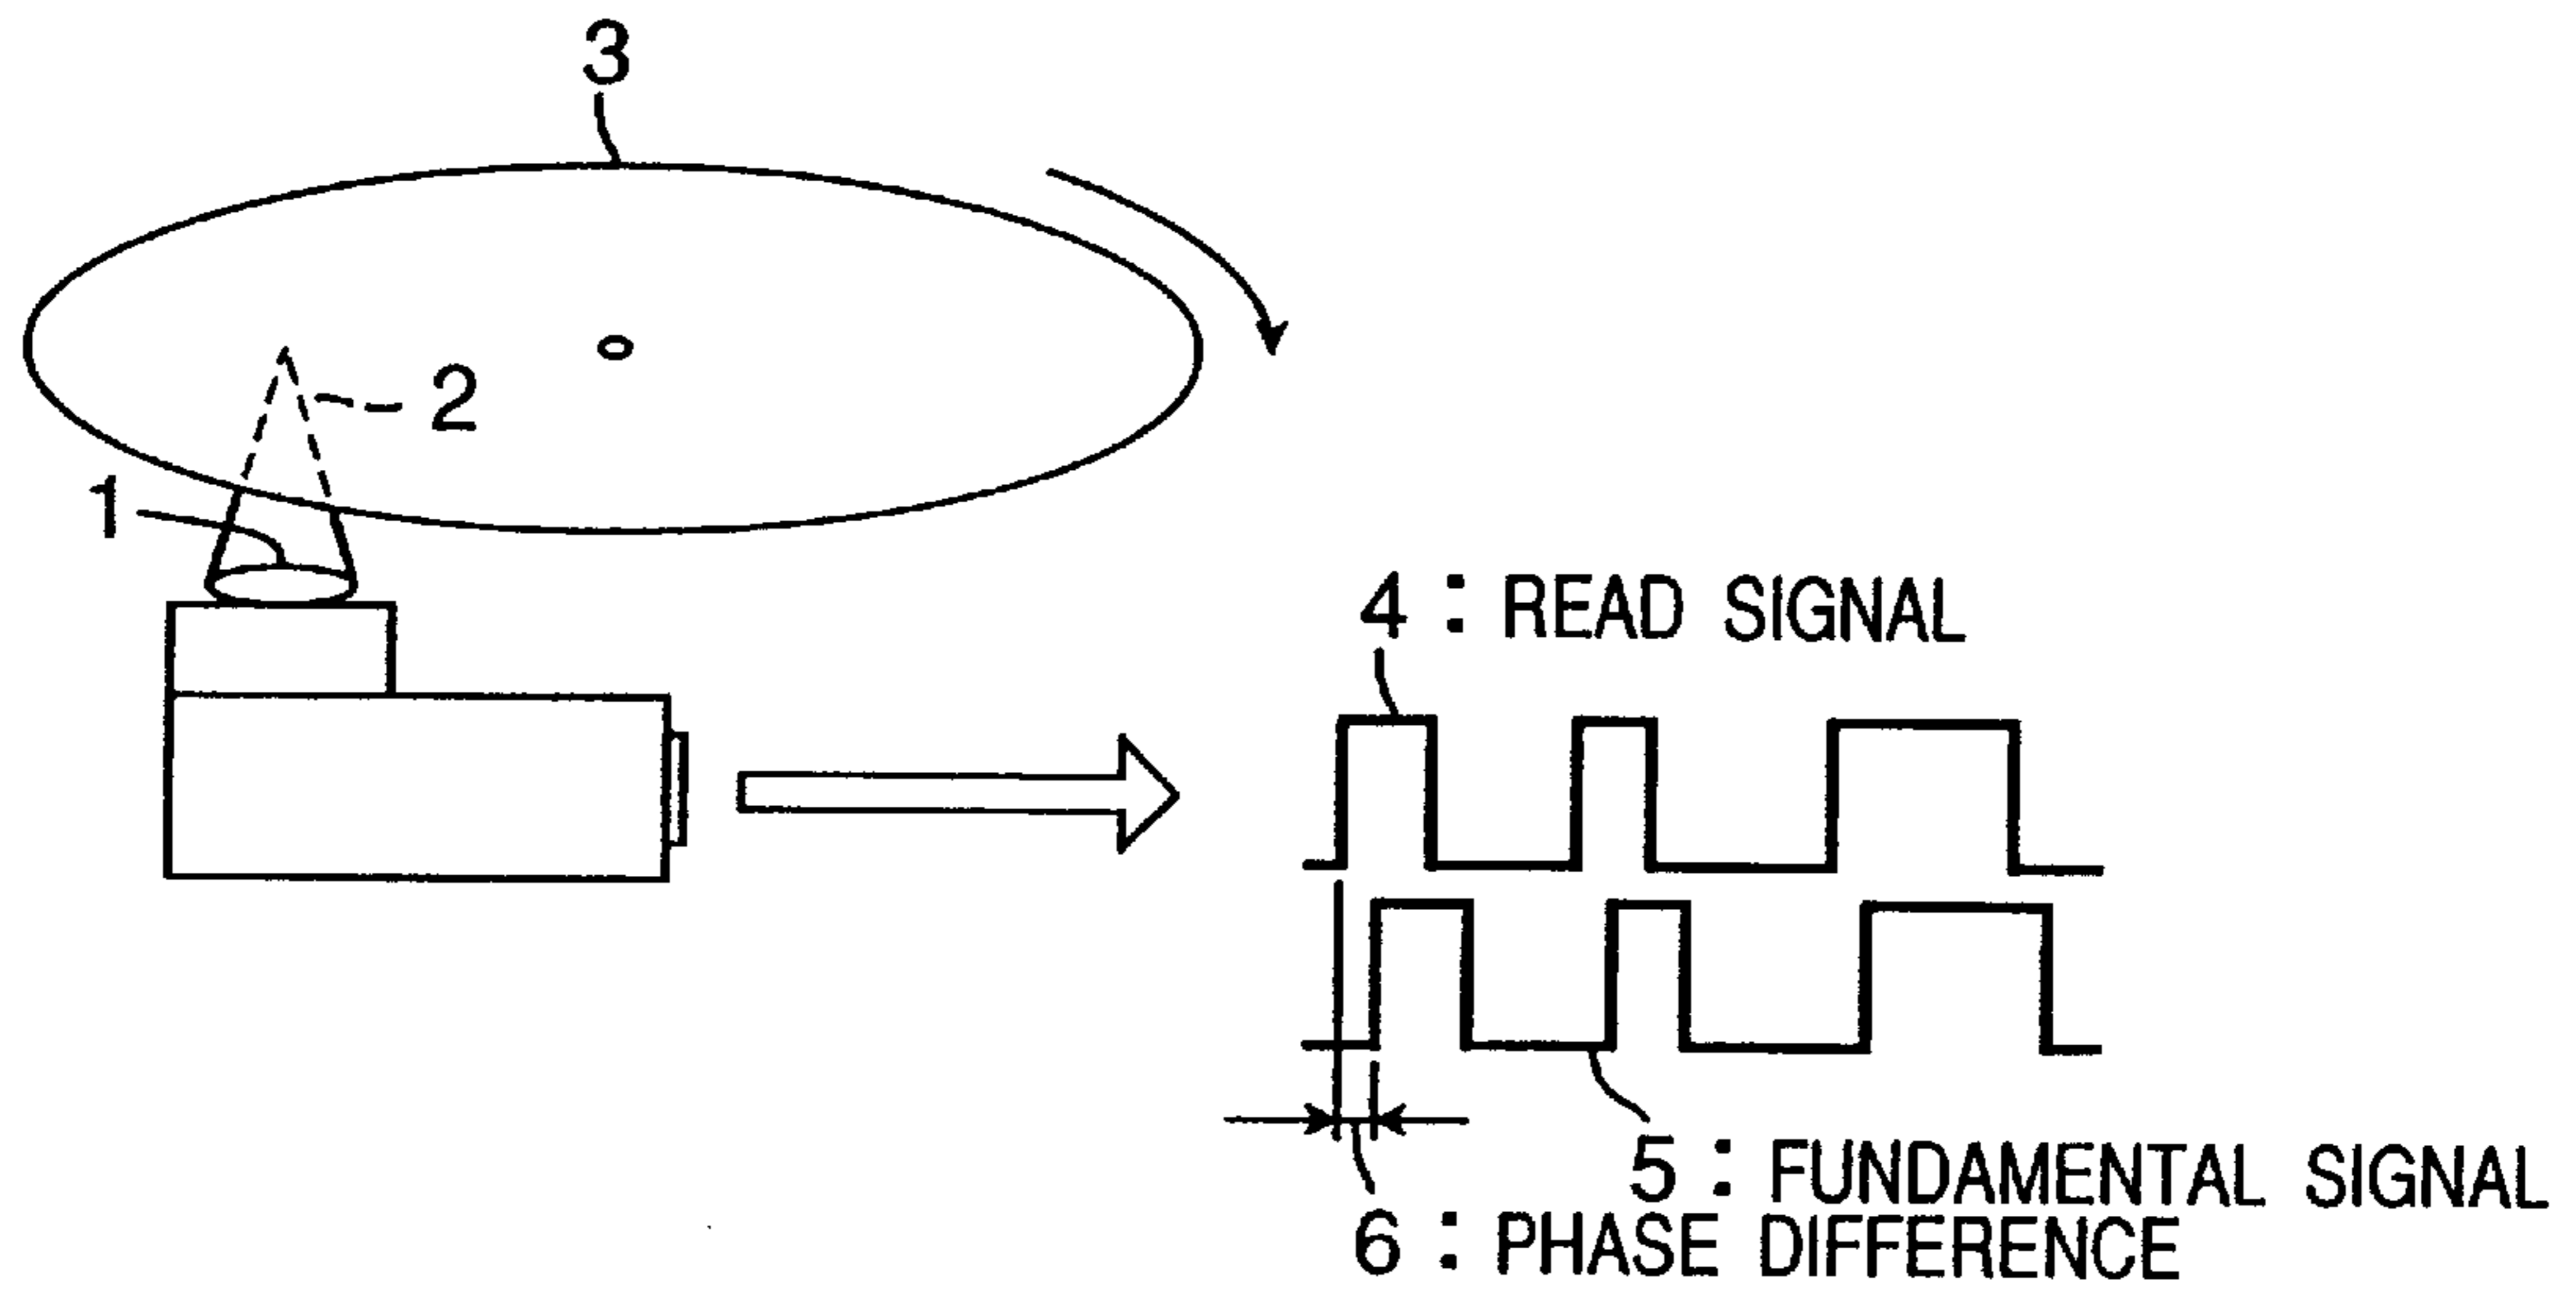 3
2
1
4 : READ SIGNAL
5 : FUNDAMENTAL SIGNAL
6 : PHASE DIFFERENCE